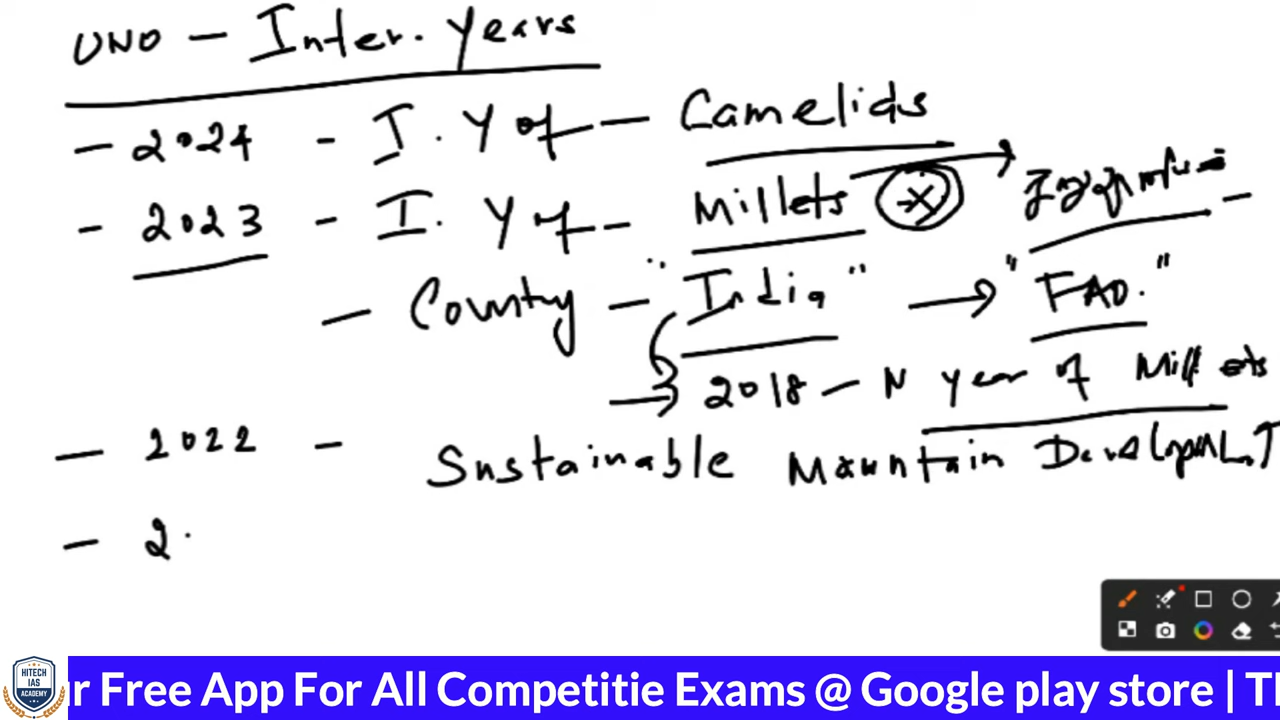 UNO - Inter. Years
- 2024 - I. Y of - Camelids
- 2023 - I. Y of - Millets X →
- Country - "India" → "FAO."
→ 2018 - N year of Millets
- 2022 - Sustainable Mountain Development
- 2.
HITECH
IAS
ACADEMY
r Free App For All Competitie Exams @ Google play store | T